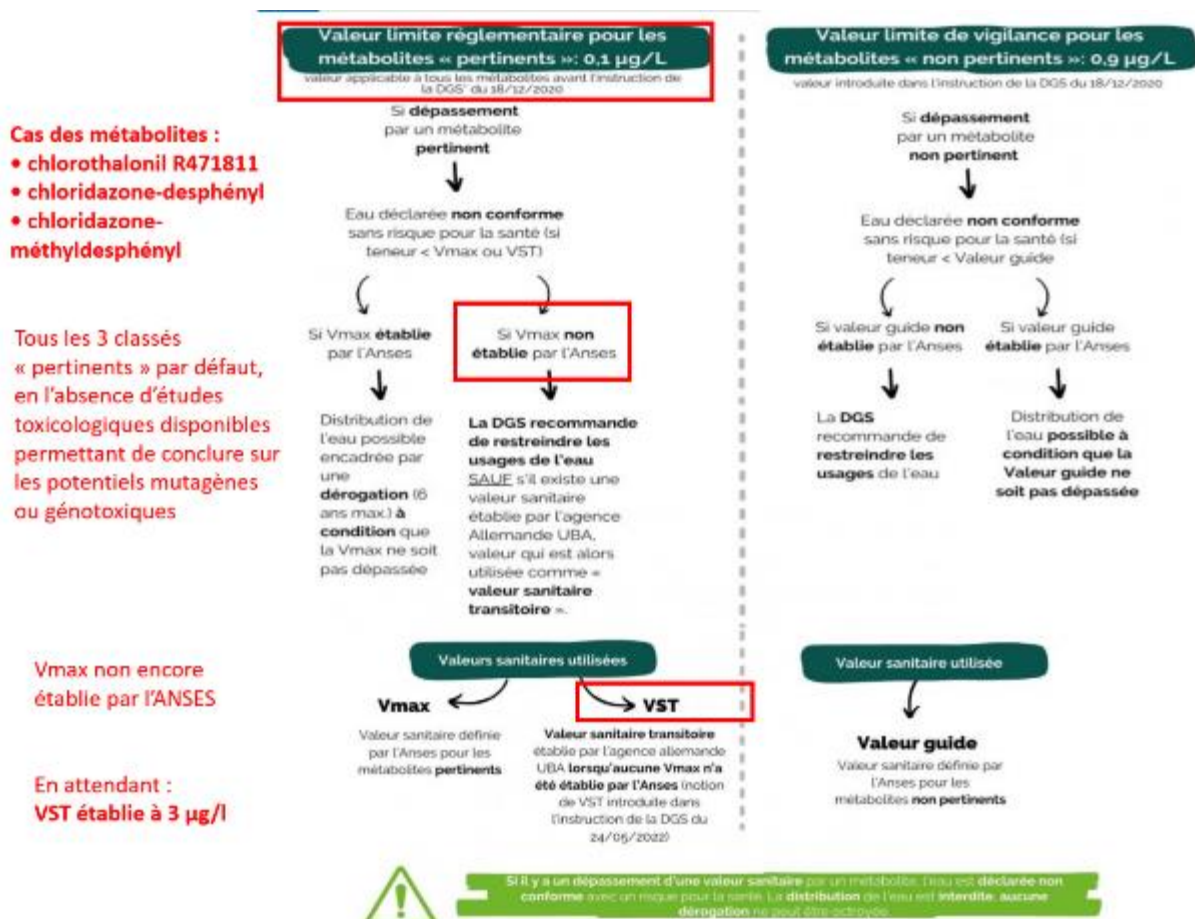 Valeur limite réglementaire pour les
métabolites « pertinents »: 0,1 µg/L
valeur applicable à tous les métabolites avant l'instruction de
la DGS* du 18/12/2020
Si dépassement
par un métabolite
pertinent
Eau déclarée non conforme
sans risque pour la santé (si
teneur < Vmax ou VST)
Si Vmax établie
par l'Anses
Si Vmax non
établie par l'Anses
Distribution de
l'eau possible
encadrée par
une
dérogation (6
ans max.) à
condition que
la Vmax ne soit
pas dépassée
La DGS recommande
de restreindre les
usages de l'eau
SAUF s'il existe une
valeur sanitaire
établie par l'agence
Allemande UBA,
valeur qui est alors
utilisée comme «
valeur sanitaire
transitoire ».
Valeurs sanitaires utilisées
Vmax
Valeur sanitaire définie
par l'Anses pour les
métabolites pertinents
VST
Valeur sanitaire transitoire
établie par l'agence allemande
UBA lorsqu'aucune Vmax n'a
été établie par l'Anses (notion
de VST introduite dans
l'instruction de la DGS du
24/05/2022)
Valeur limite de vigilance pour les
métabolites « non pertinents »: 0,9 µg/L
valeur introduite dans l'instruction de la DGS du 18/12/2020
Si dépassement
par un métabolite
non pertinent
Eau déclarée non conforme
sans risque pour la santé (si
teneur < Valeur guide
Si valeur guide non
établie par l'Anses
Si valeur guide
établie par l'Anses
La DGS
recommande de
restreindre les
usages de l'eau
Distribution de
l'eau possible à
condition que la
Valeur guide ne
soit pas dépassée
Valeur sanitaire utilisée
Valeur guide
Valeur sanitaire définie par
l'Anses pour les
métabolites non pertinents
Cas des métabolites :
• chlorothalonil R471811
• chloridazone-desphényl
• chloridazone-
méthyldesphényl
Tous les 3 classés
« pertinents » par défaut,
en l'absence d'études
toxicologiques disponibles
permettant de conclure sur
les potentiels mutagènes
ou génotoxiques
Vmax non encore
établie par l'ANSES
En attendant :
VST établie à 3 µg/l
Si il y a un dépassement d'une valeur sanitaire par un métabolite, l'eau est déclarée non
conforme avec un risque pour la santé. La distribution de l'eau est interdite, aucune
dérogation ne peut être octroyée.